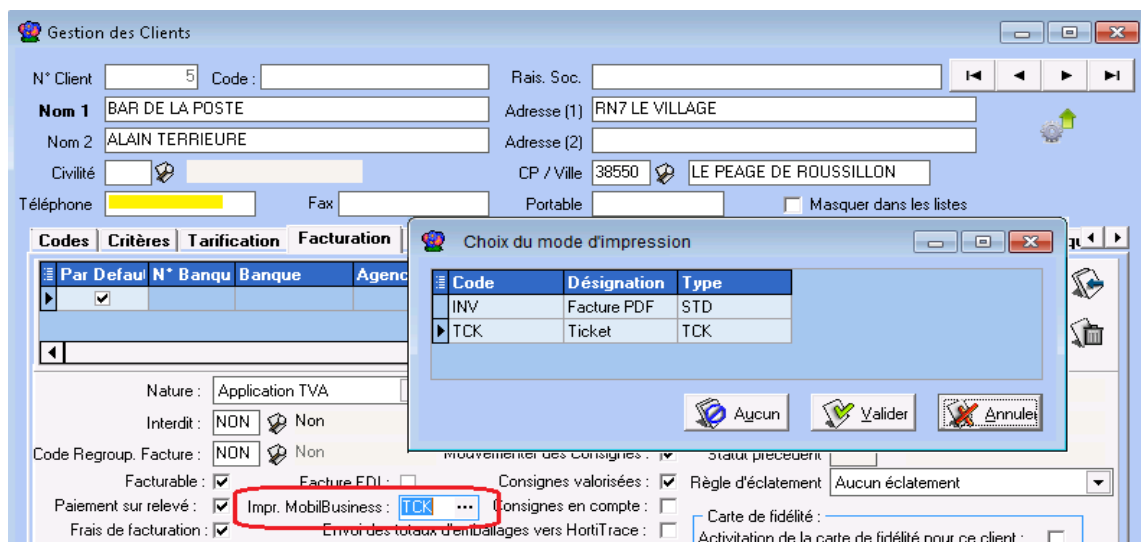 Gestion des Clients
N° Client 5 Code : Rais. Soc.
Nom 1 BAR DE LA POSTE Adresse (1) RN7 LE VILLAGE
Nom 2 ALAIN TERRIEURE Adresse (2)
Civilité CP / Ville 38550 LE PEAGE DE ROUSSILLON
Téléphone Fax Portable Masquer dans les listes
Codes Critères Tarification Facturation
Par Defau N° Banqu Banque Agenc
Choix du mode d'impression
Code Désignation Type
INV Facture PDF STD
TCK Ticket TCK
Aucun Valider Annuler
Nature : Application TVA
Interdit : NON Non
Code Regroup. Facture : NON Non Mouvementer des Consignes : Statut précédent
Facturable : Facture EDI : Consignes valorisées : Règle d'éclatement Aucun éclatement
Paiement sur relevé : Impr. MobilBusiness : TCK ... Consignes en compte : Carte de fidélité :
Frais de facturation : Envoi des totaux d'emballages vers HortiTrace : Activitation de la carte de fidélité pour ce client :